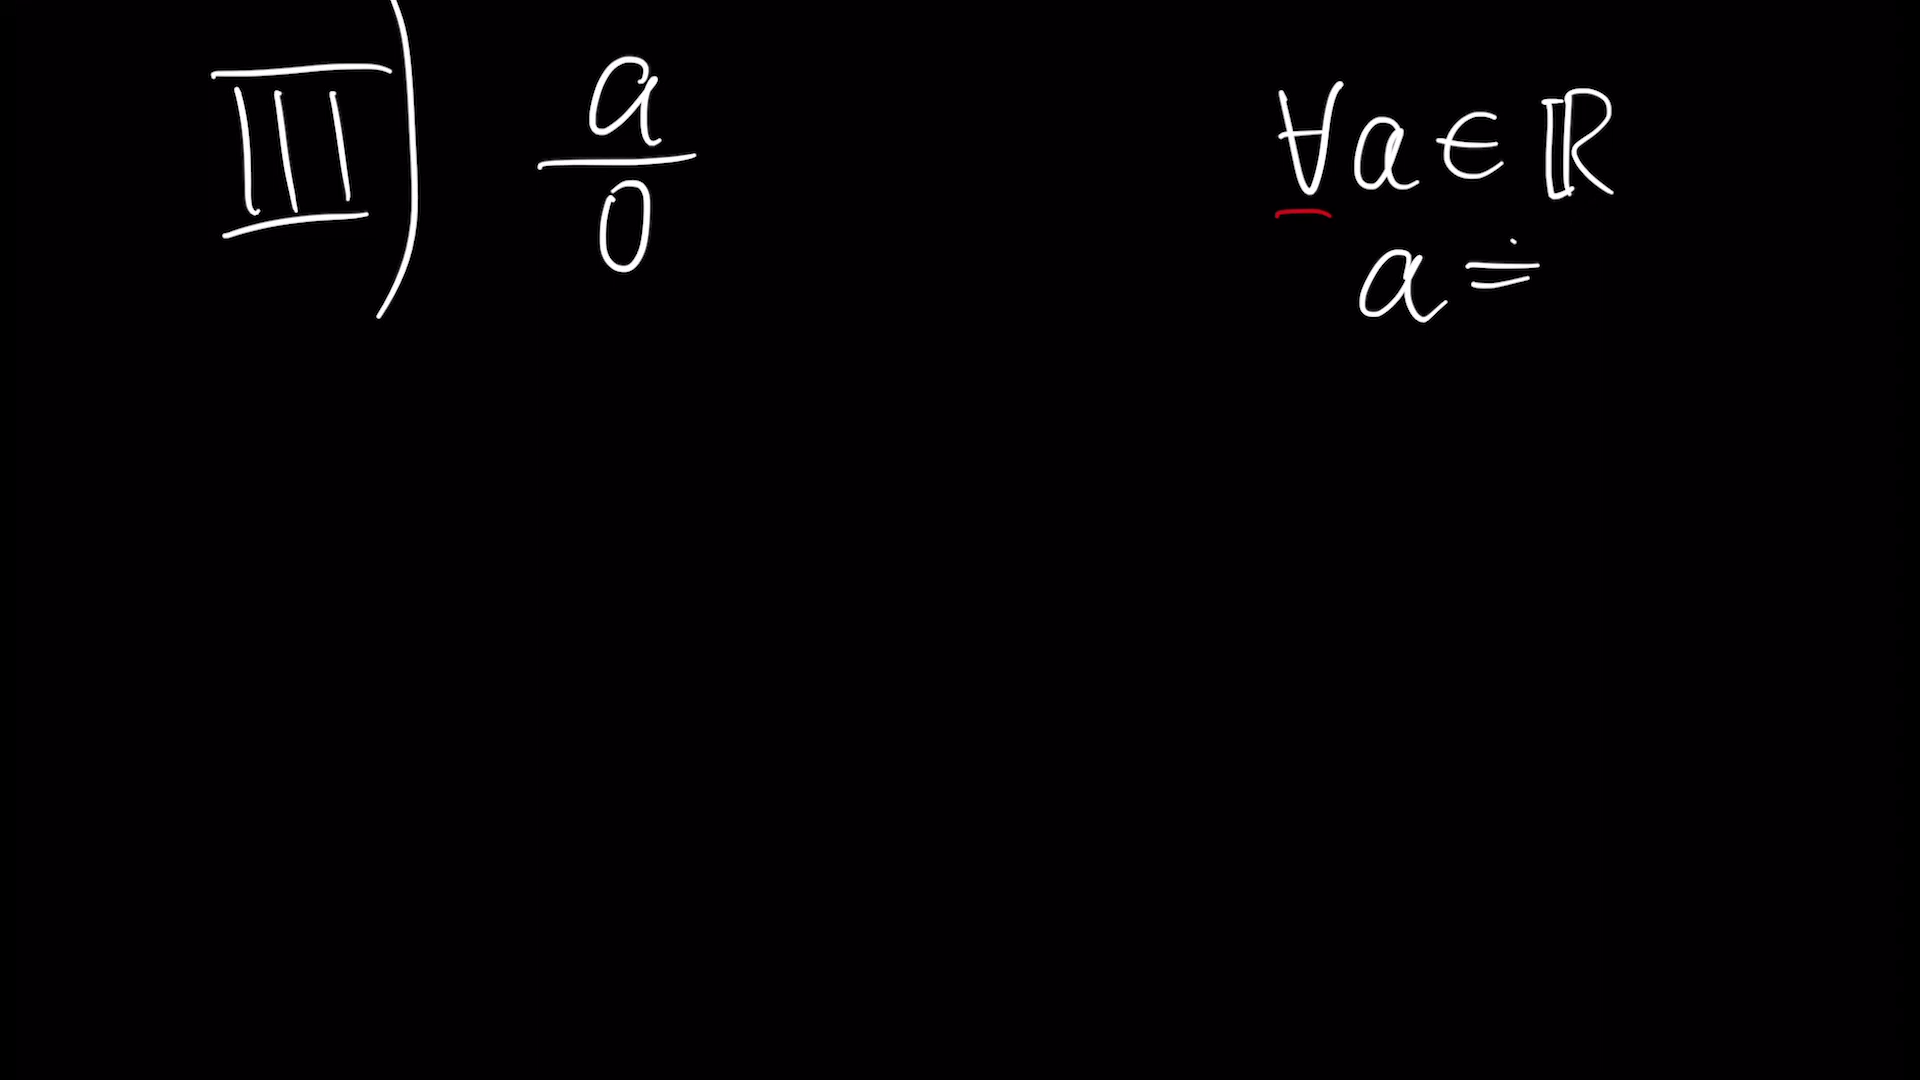 III) a/0
∀a ∈ ℝ
a =